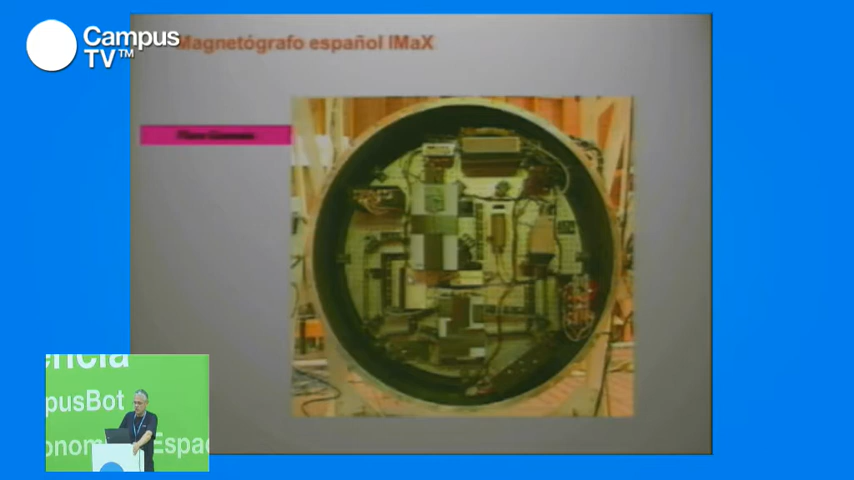 Campus
TV™
Magnetógrafo español IMaX
encia
pusBot
onom
Espac